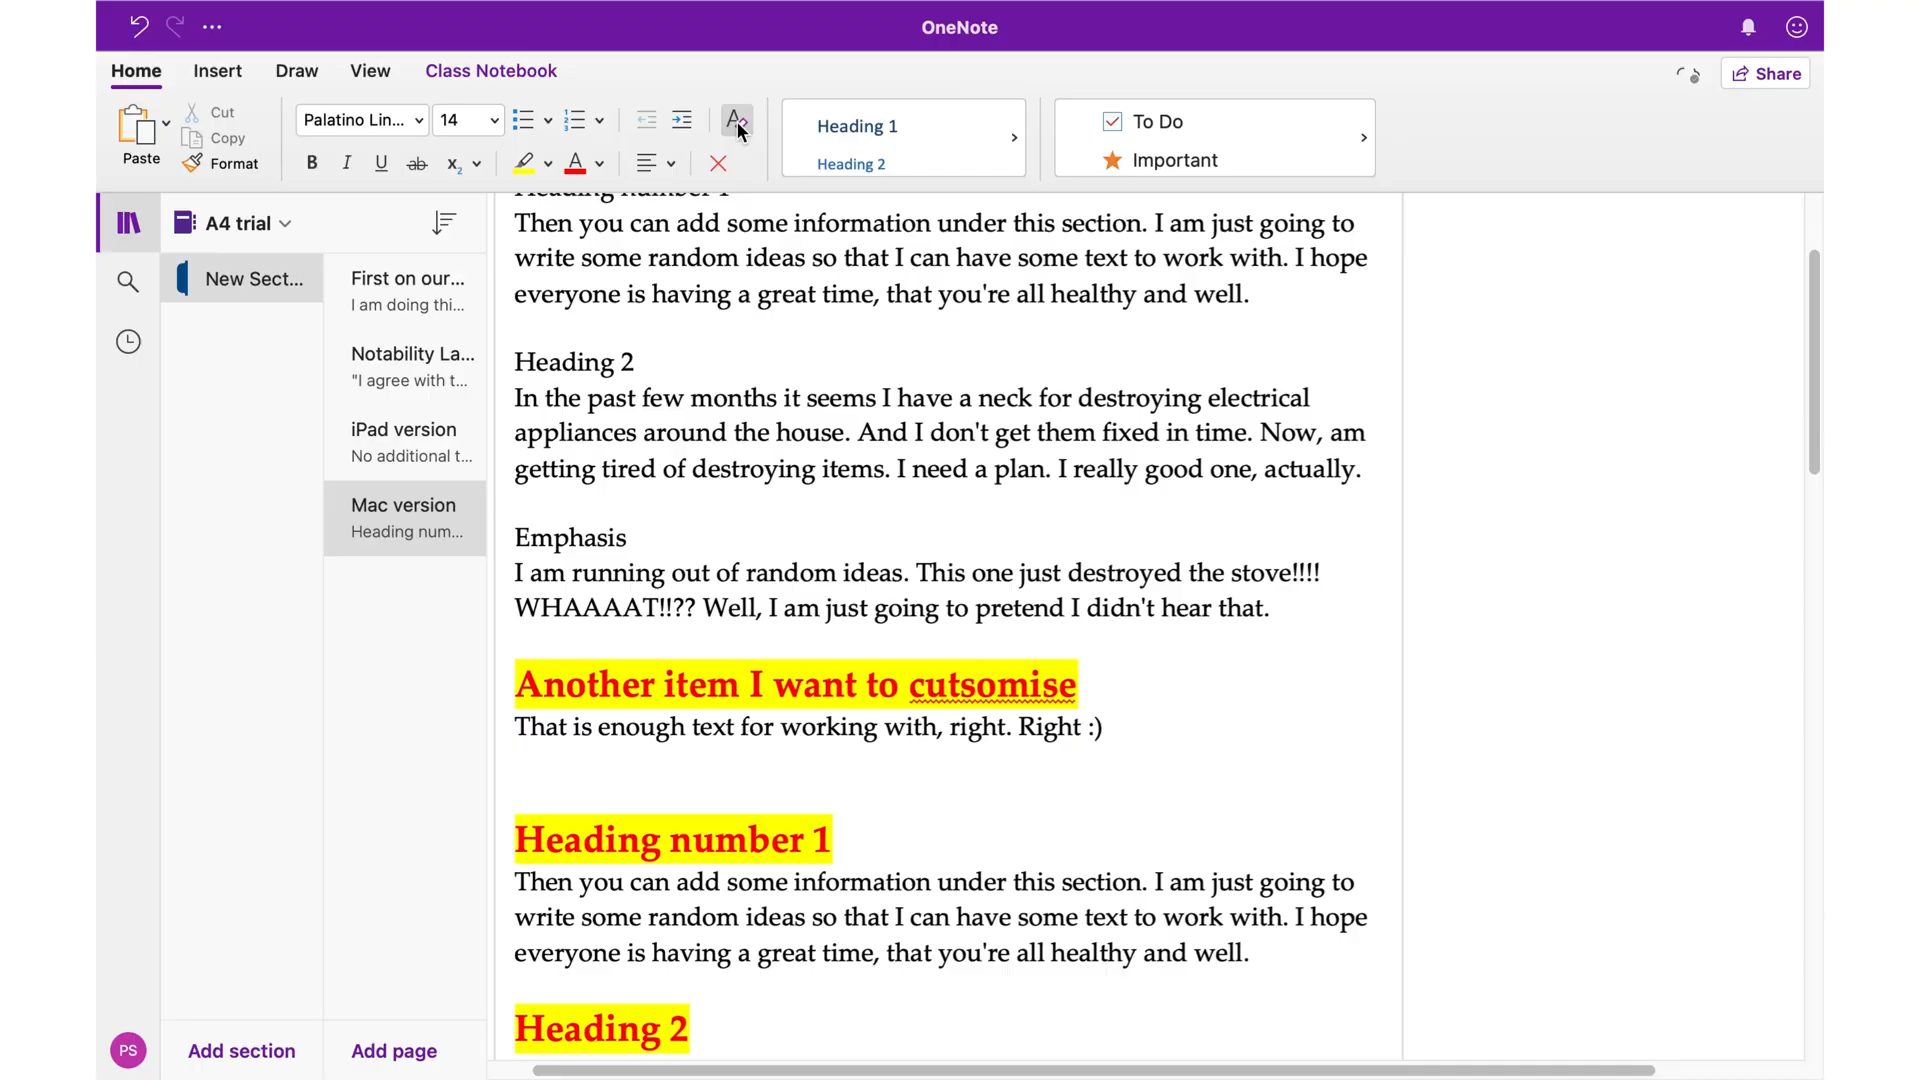 OneNote
Home Insert Draw View Class Notebook
Share
Paste
Cut
Copy
Format
Palatino Lin...
14
B I U ab x₂
A
Heading 1
Heading 2
To Do
Important
A4 trial
New Sect...
First on our...
I am doing thi...
Notability La...
"I agree with t...
iPad version
No additional t...
Mac version
Heading num...
PS
Add section
Add page
Heading number 1
Then you can add some information under this section. I am just going to
write some random ideas so that I can have some text to work with. I hope
everyone is having a great time, that you're all healthy and well.
Heading 2
In the past few months it seems I have a neck for destroying electrical
appliances around the house. And I don't get them fixed in time. Now, am
getting tired of destroying items. I need a plan. I really good one, actually.
Emphasis
I am running out of random ideas. This one just destroyed the stove!!!!
WHAAAAT!!?? Well, I am just going to pretend I didn't hear that.
Another item I want to cutsomise
That is enough text for working with, right. Right :)
Heading number 1
Then you can add some information under this section. I am just going to
write some random ideas so that I can have some text to work with. I hope
everyone is having a great time, that you're all healthy and well.
Heading 2